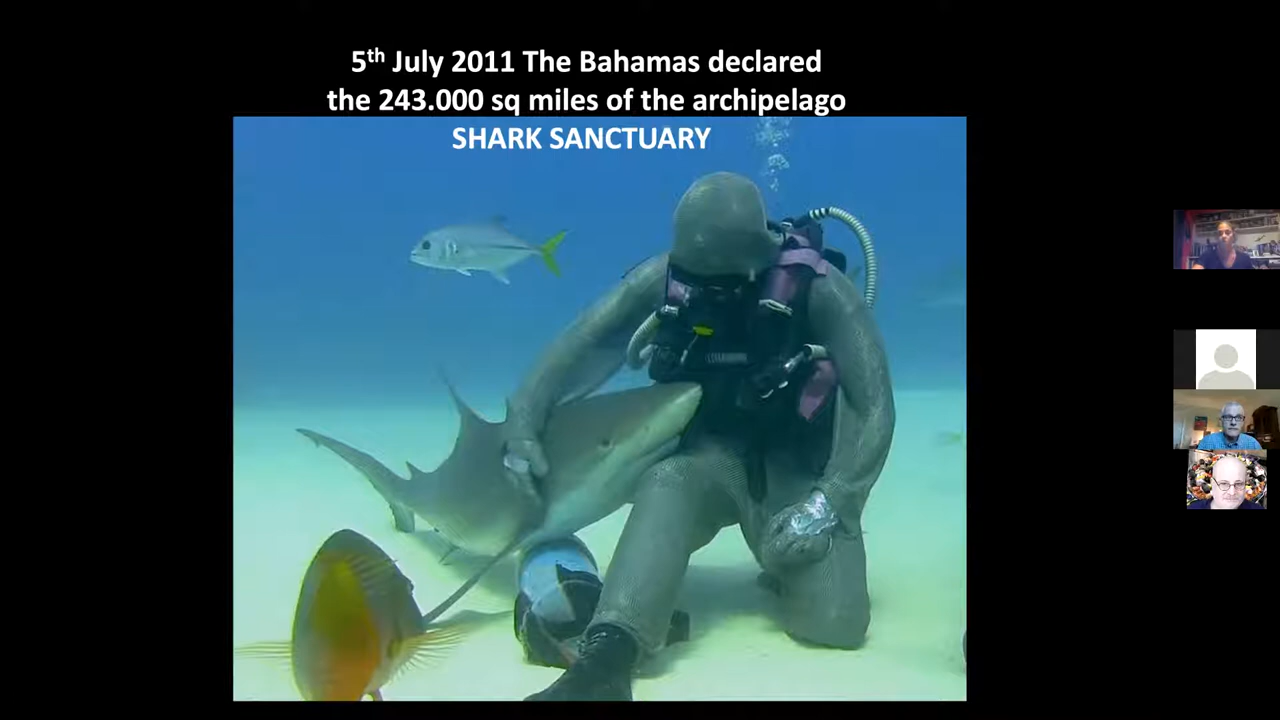 5th July 2011 The Bahamas declared
the 243.000 sq miles of the archipelago
SHARK SANCTUARY